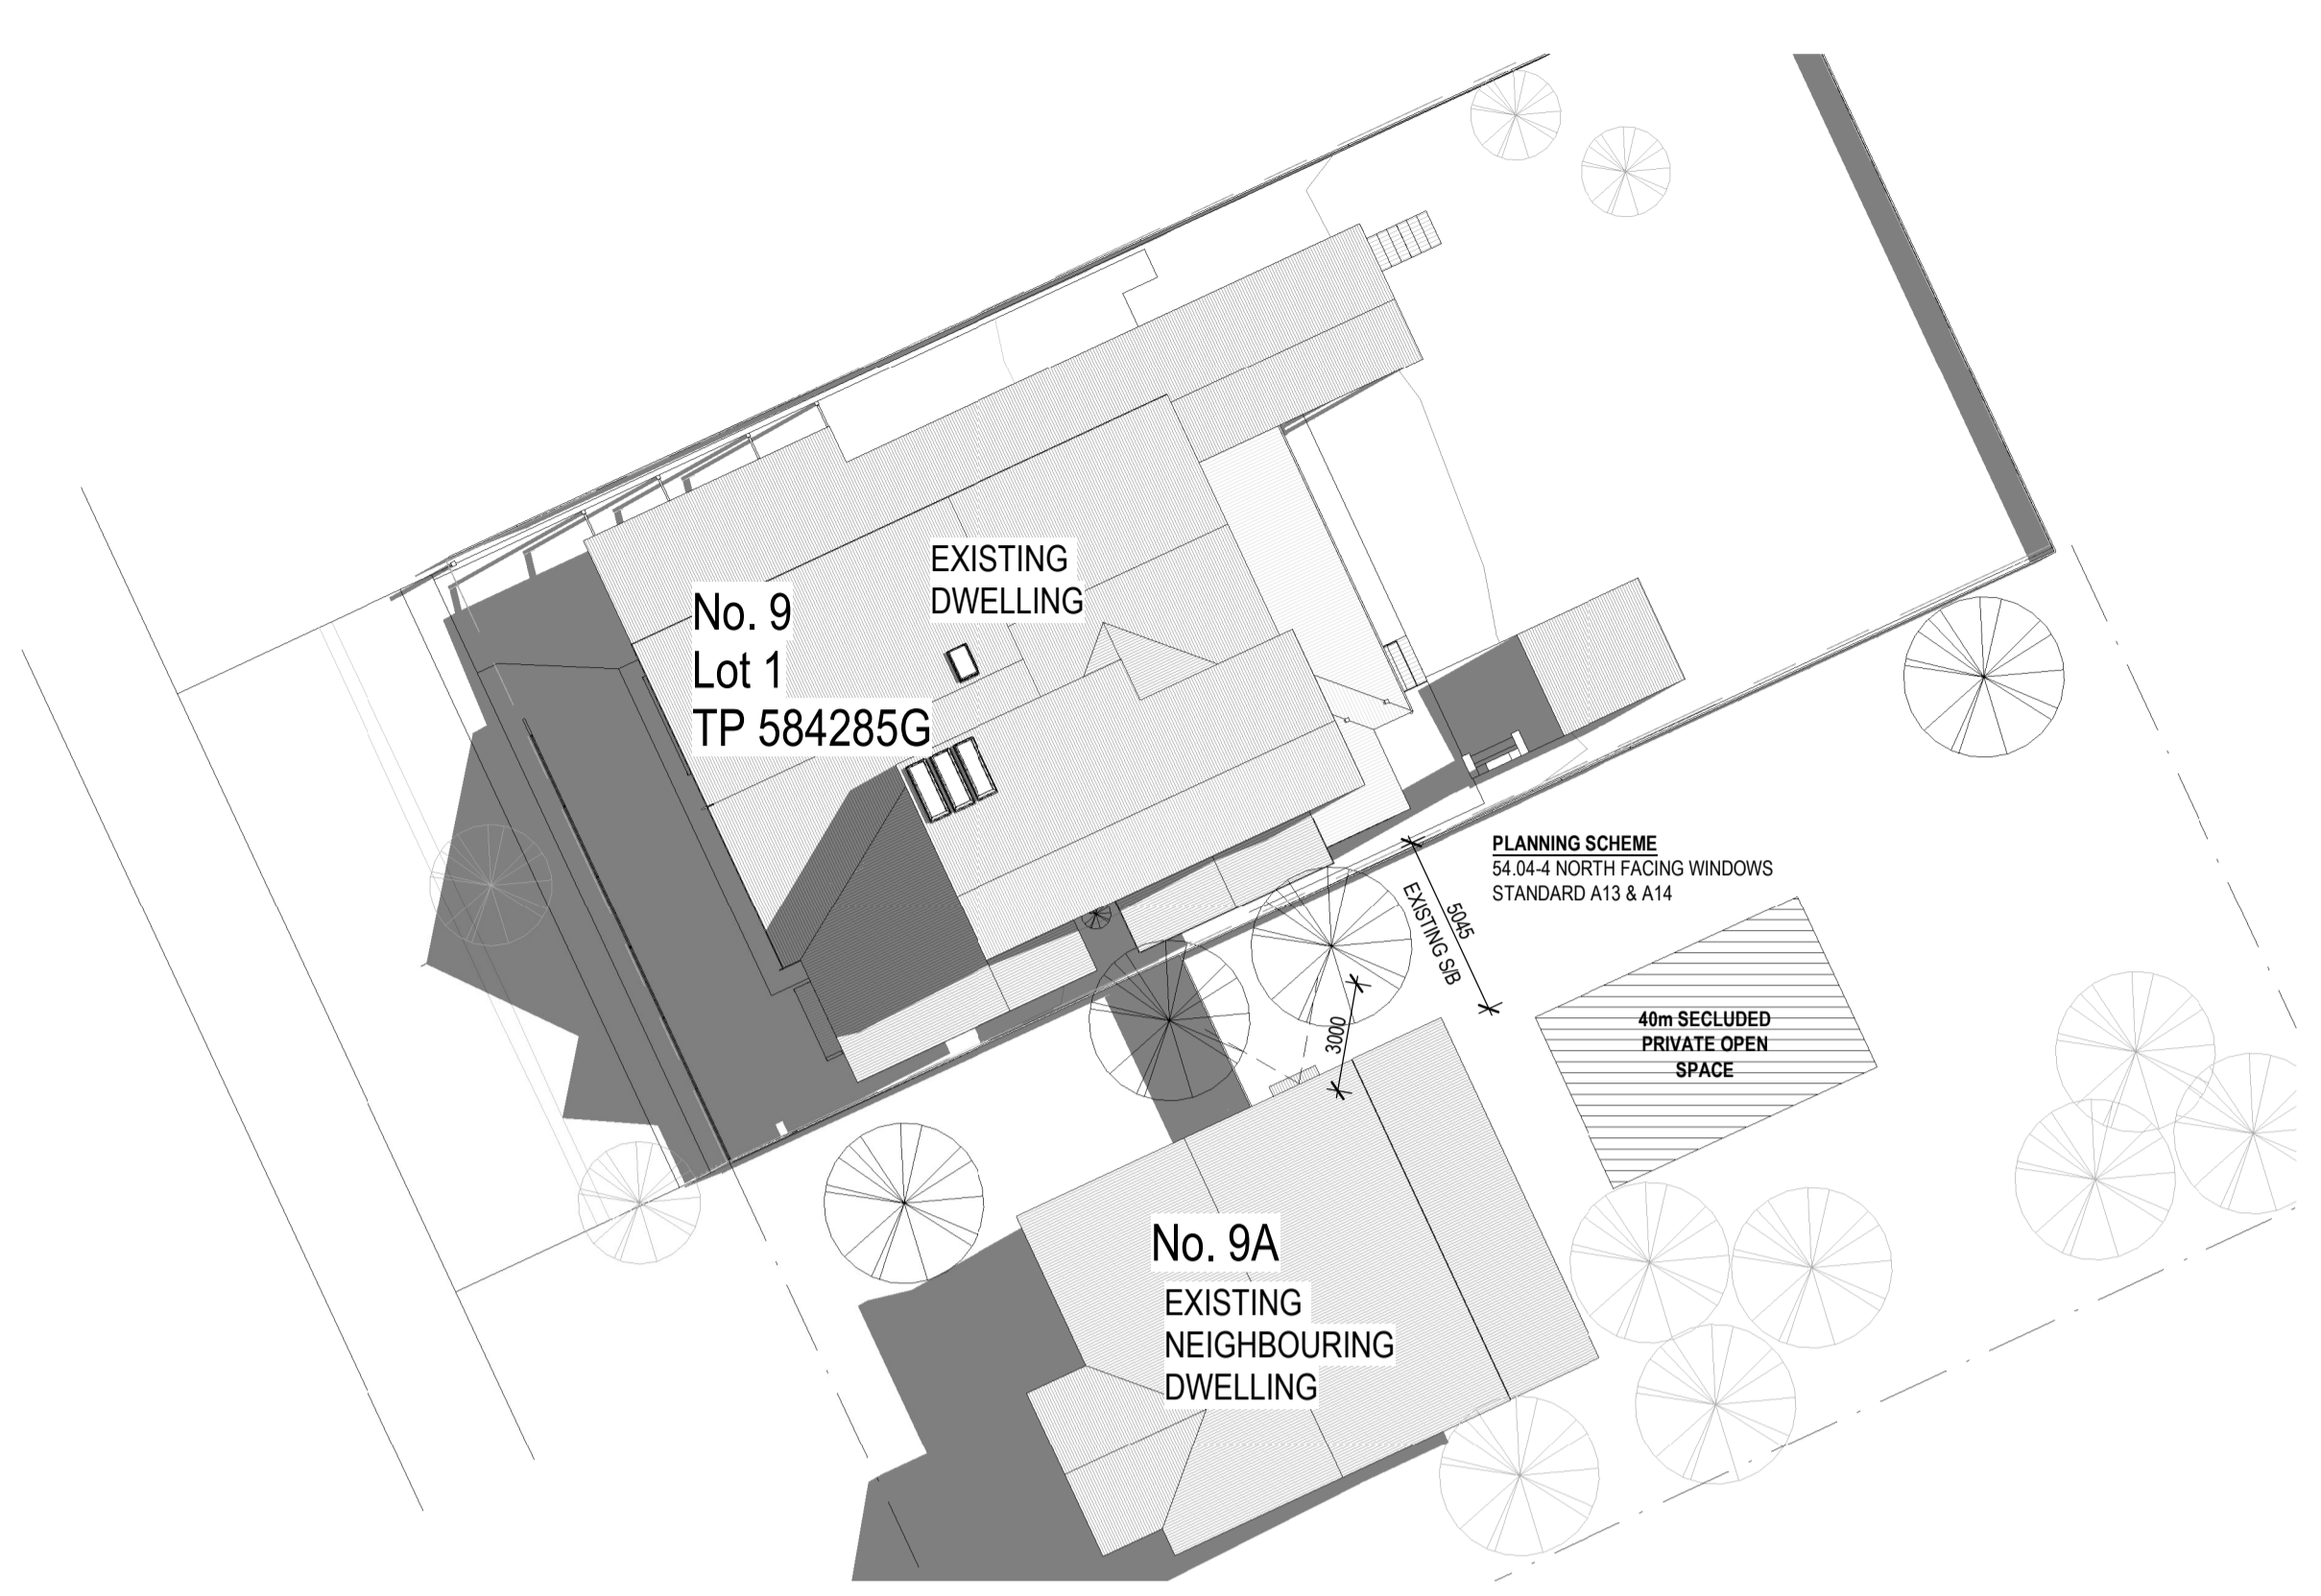 EXISTING
DWELLING
No. 9
Lot 1
TP 584285G
PLANNING SCHEME
54.04-4 NORTH FACING WINDOWS
STANDARD A13 & A14
5045
EXISTING S/B
3000
40m SECLUDED
PRIVATE OPEN
SPACE
No. 9A
EXISTING
NEIGHBOURING
DWELLING